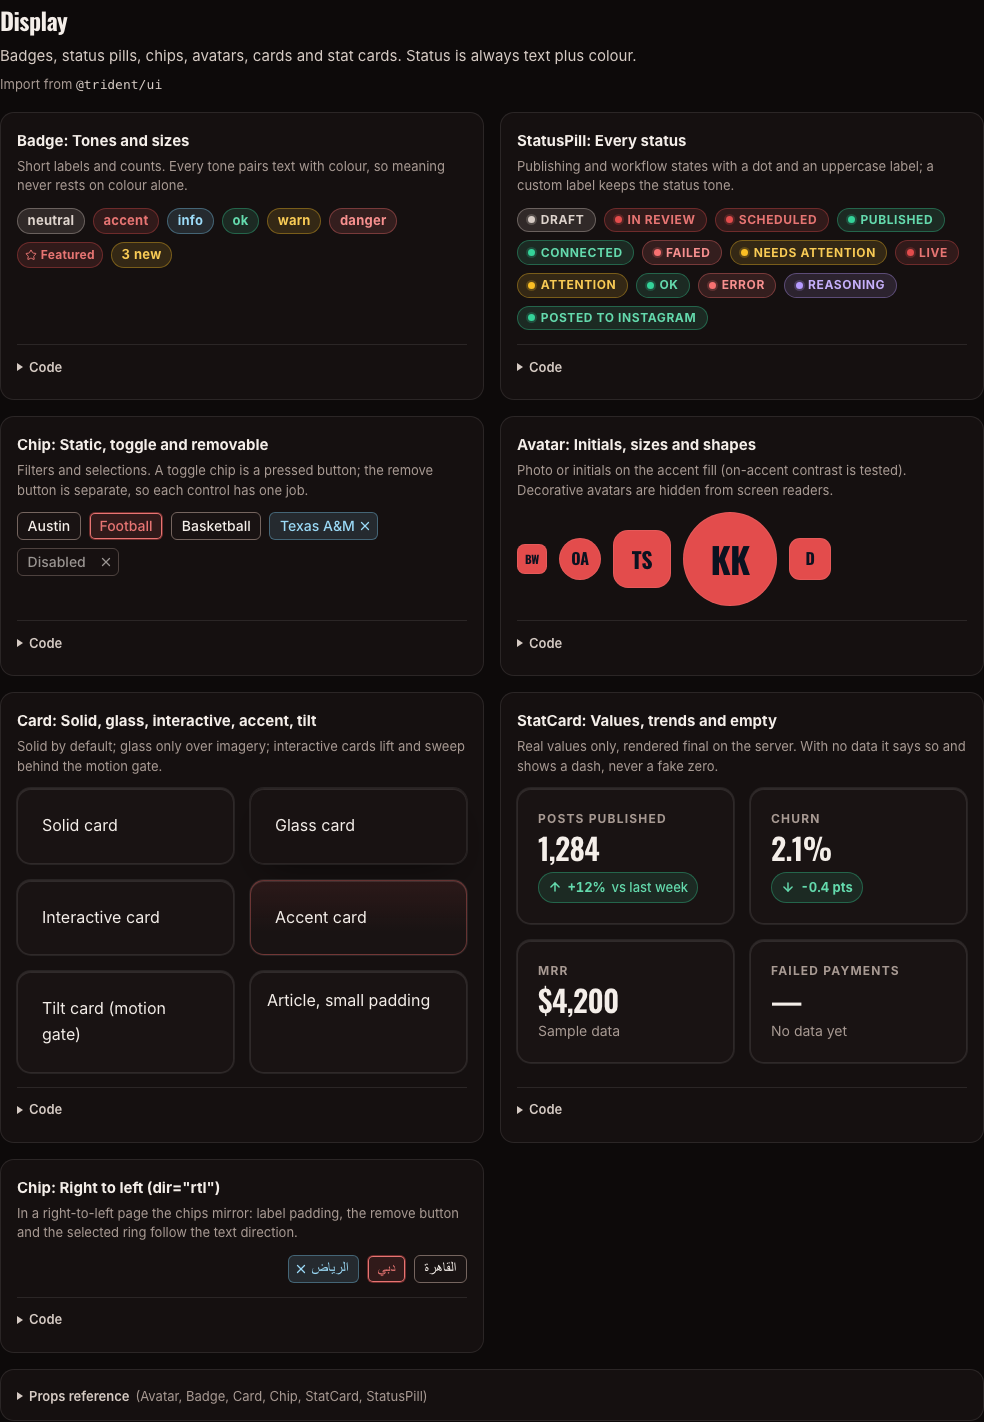 Display
Badges, status pills, chips, avatars, cards and stat cards. Status is always text plus colour.
Import from @trident/ui
Badge: Tones and sizes
Short labels and counts. Every tone pairs text with colour, so meaning
never rests on colour alone.
neutral accent info ok warn danger
Featured 3 new
Code
StatusPill: Every status
Publishing and workflow states with a dot and an uppercase label; a
custom label keeps the status tone.
DRAFT IN REVIEW SCHEDULED PUBLISHED
CONNECTED FAILED NEEDS ATTENTION LIVE
ATTENTION OK ERROR REASONING
POSTED TO INSTAGRAM
Code
Chip: Static, toggle and removable
Filters and selections. A toggle chip is a pressed button; the remove
button is separate, so each control has one job.
Austin Football Basketball Texas A&M ×
Disabled ×
Code
Avatar: Initials, sizes and shapes
Photo or initials on the accent fill (on-accent contrast is tested).
Decorative avatars are hidden from screen readers.
BW OA TS KK D
Code
Card: Solid, glass, interactive, accent, tilt
Solid by default; glass only over imagery; interactive cards lift and sweep
behind the motion gate.
Solid card
Glass card
Interactive card
Accent card
Tilt card (motion
gate)
Article, small padding
Code
StatCard: Values, trends and empty
Real values only, rendered final on the server. With no data it says so and
shows a dash, never a fake zero.
POSTS PUBLISHED
1,284
↑ +12% vs last week
CHURN
2.1%
↓ -0.4 pts
MRR
$4,200
Sample data
FAILED PAYMENTS
—
No data yet
Code
Chip: Right to left (dir="rtl")
In a right-to-left page the chips mirror: label padding, the remove button
and the selected ring follow the text direction.
القاهرة دبي الرياض ×
Code
Props reference (Avatar, Badge, Card, Chip, StatCard, StatusPill)